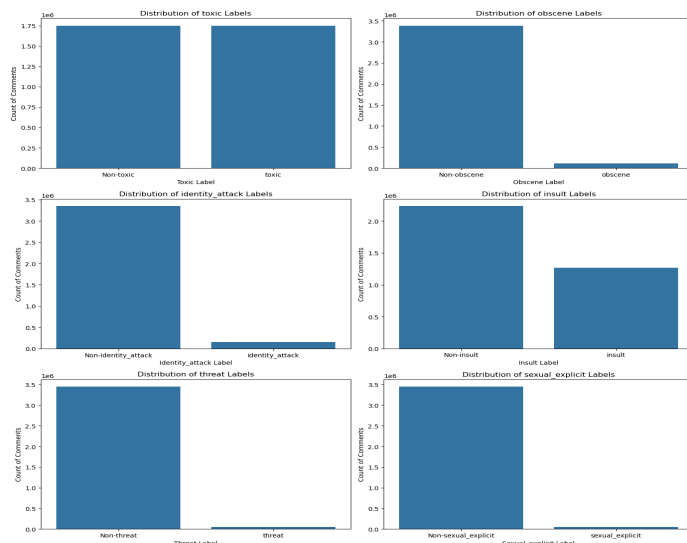 Distribution of toxic Labels
1e6
1.75
1.50
1.25
1.00
0.75
0.50
0.25
0.00
Count of Comments
Non-toxic
toxic
Toxic Label
Distribution of obscene Labels
1e6
3.5
3.0
2.5
2.0
1.5
1.0
0.5
0.0
Count of Comments
Non-obscene
obscene
Obscene Label
Distribution of identity_attack Labels
1e6
3.5
3.0
2.5
2.0
1.5
1.0
0.5
0.0
Count of Comments
Non-identity_attack
identity_attack
Identity_attack Label
Distribution of insult Labels
1e6
2.0
1.5
1.0
0.5
0.0
Count of Comments
Non-insult
insult
Insult Label
Distribution of threat Labels
1e6
3.5
3.0
2.5
2.0
1.5
1.0
0.5
0.0
Count of Comments
Non-threat
threat
Threat Label
Distribution of sexual_explicit Labels
1e6
3.5
3.0
2.5
2.0
1.5
1.0
0.5
0.0
Count of Comments
Non-sexual_explicit
sexual_explicit
Sexual_explicit Label